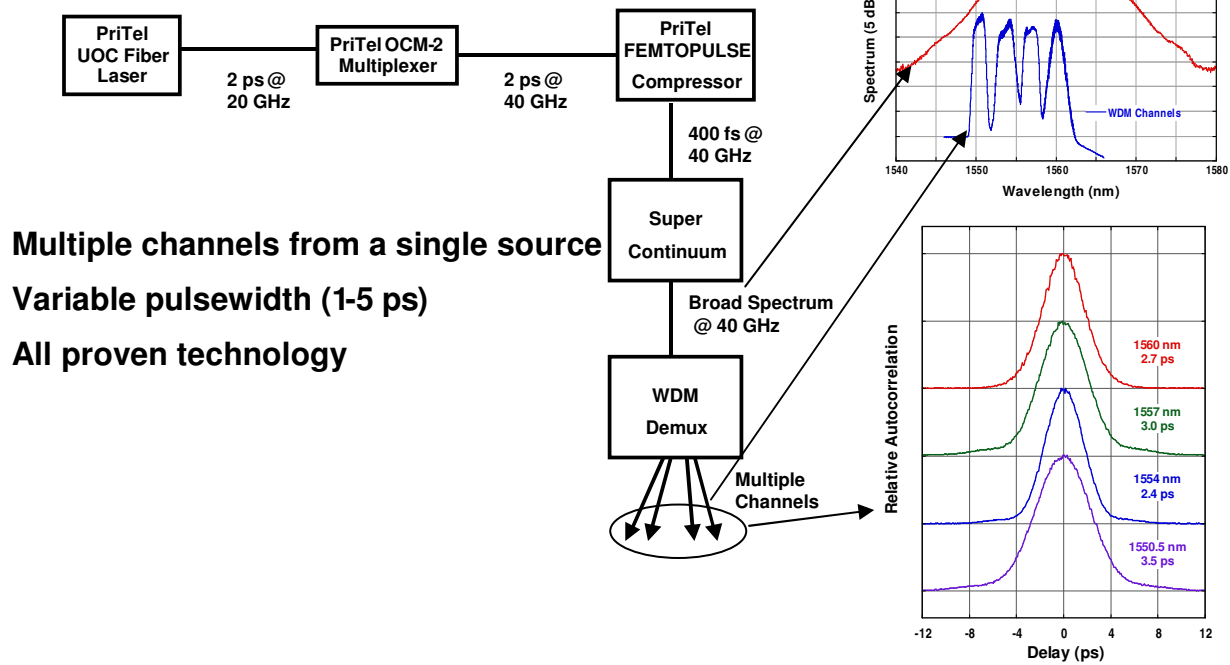 PriTel
UOC Fiber
Laser
2 ps @
20 GHz
PriTel OCM-2
Multiplexer
2 ps @
40 GHz
PriTel
FEMTOPULSE
Compressor
400 fs @
40 GHz
Super
Continuum
Broad Spectrum
@ 40 GHz
WDM
Demux
Multiple
Channels
Multiple channels from a single source
Variable pulsewidth (1-5 ps)
All proven technology
Spectrum (5 dB
WDM Channels
1540 1550 1560 1570 1580
Wavelength (nm)
Relative Autocorrelation
1560 nm
2.7 ps
1557 nm
3.0 ps
1554 nm
2.4 ps
1550.5 nm
3.5 ps
-12 -8 -4 0 4 8 12
Delay (ps)